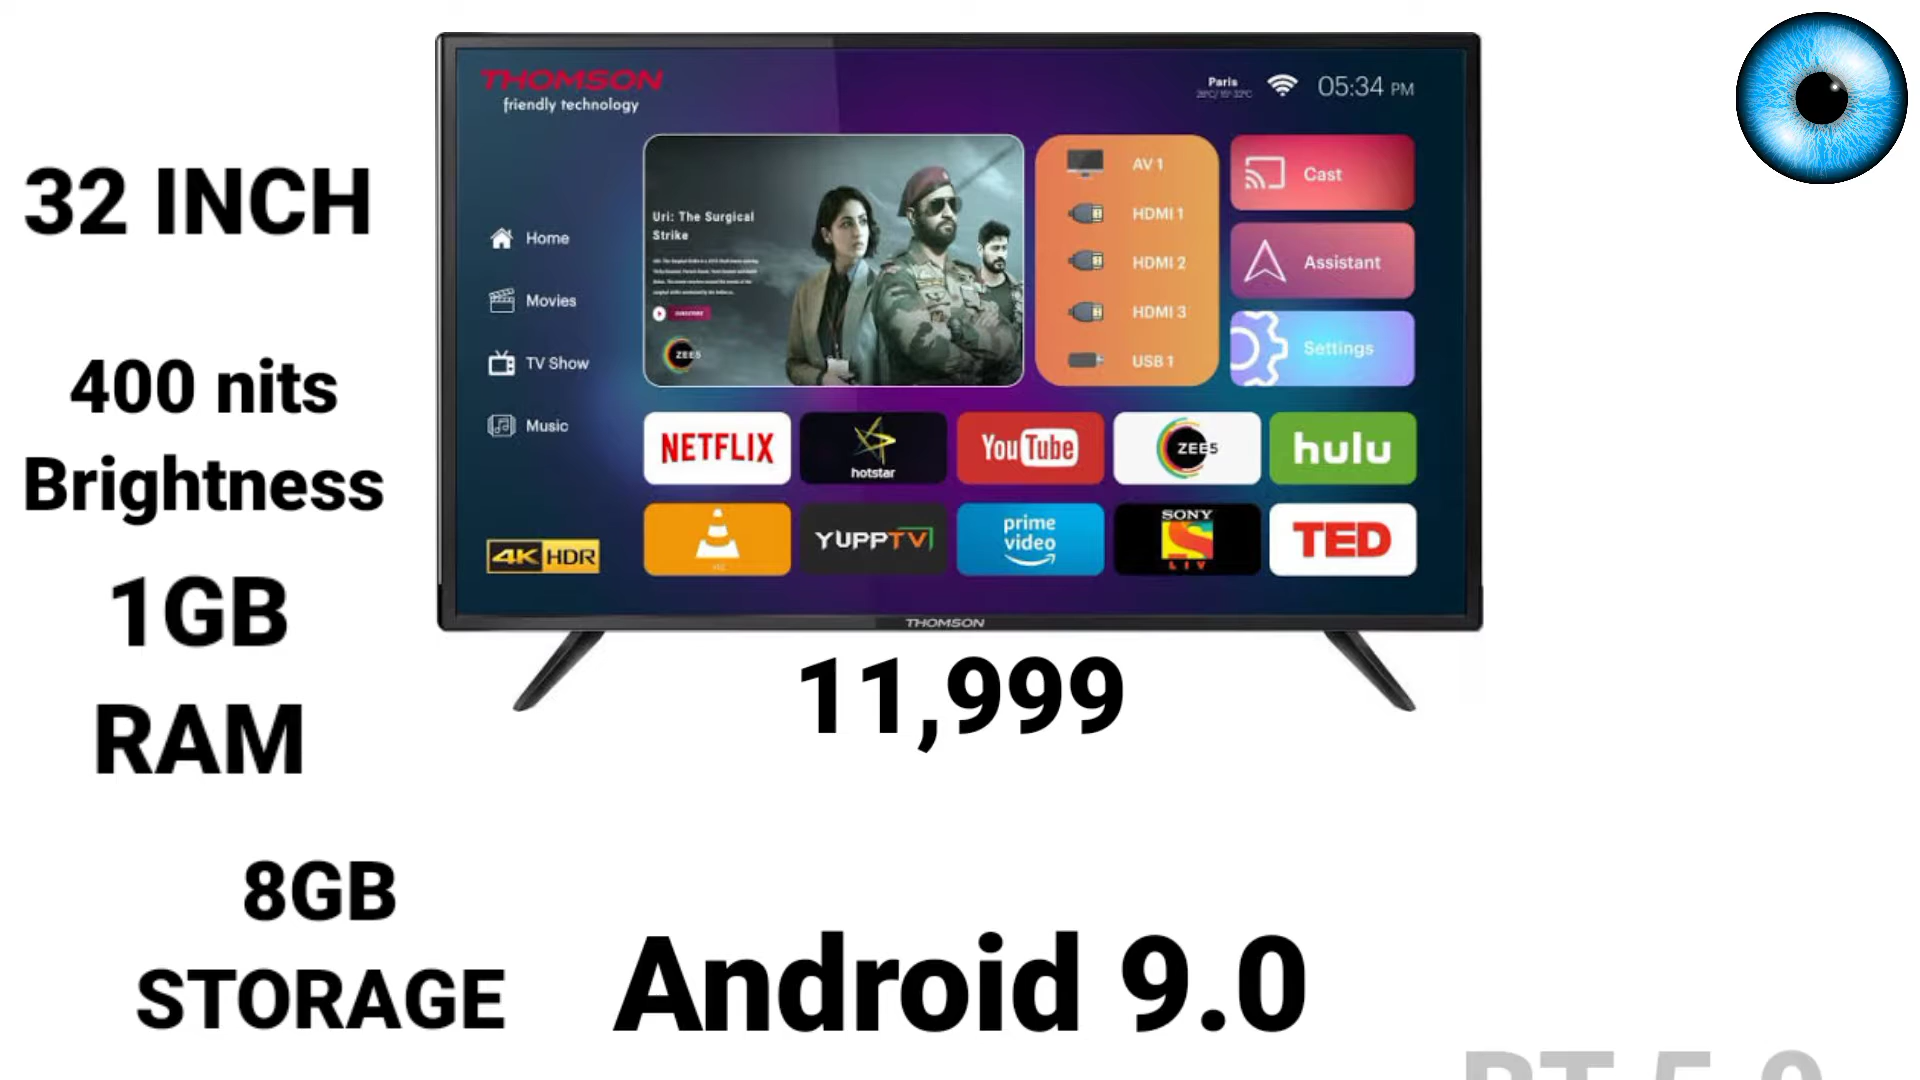 THOMSON
friendly technology
Paris
05:34 PM
32 INCH
400 nits
Brightness
1GB
RAM
8GB
STORAGE
Home
Movies
TV Show
Music
4K HDR
Uri: The Surgical
Strike
SUBSCRIBE
ZEE5
AV 1
HDMI 1
HDMI 2
HDMI 3
USB 1
Cast
Assistant
Settings
NETFLIX
hotstar
YouTube
ZEE5
hulu
YUPPTV
prime
video
SONY
LIV
TED
THOMSON
11,999
Android 9.0